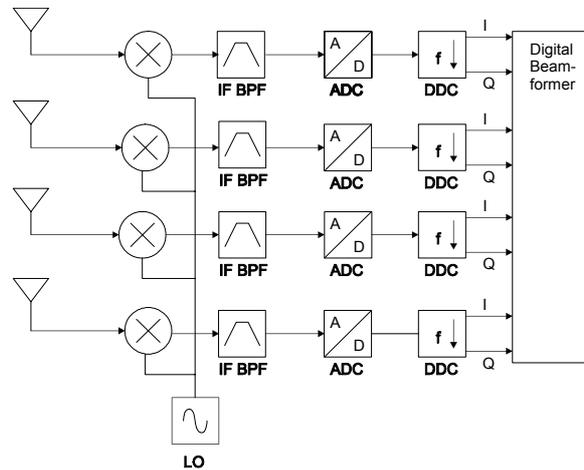 I
Digital
Beam-
former
A
D
f
Q
IF BPF
ADC
DDC
I
A
D
f
Q
IF BPF
ADC
DDC
I
A
D
f
Q
IF BPF
ADC
DDC
I
A
D
f
Q
IF BPF
ADC
DDC
LO